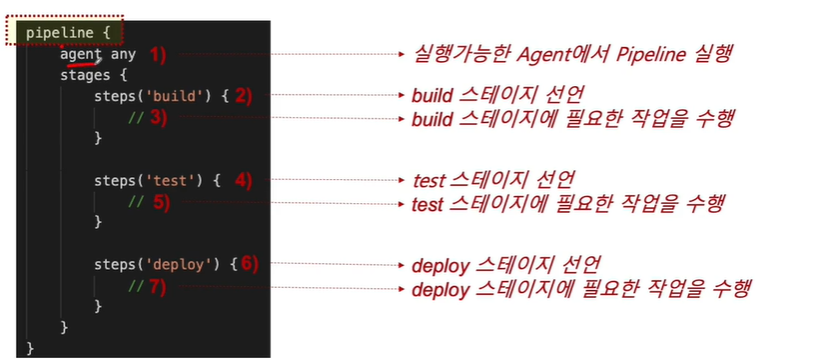 pipeline {
agent any 1) 실행가능한 Agent에서 Pipeline 실행
stages {
steps('build') { 2) build 스테이지 선언
// 3) build 스테이지에 필요한 작업을 수행
}
steps('test') { 4) test 스테이지 선언
// 5) test 스테이지에 필요한 작업을 수행
}
steps('deploy') { 6) deploy 스테이지 선언
// 7) deploy 스테이지에 필요한 작업을 수행
}
}
}